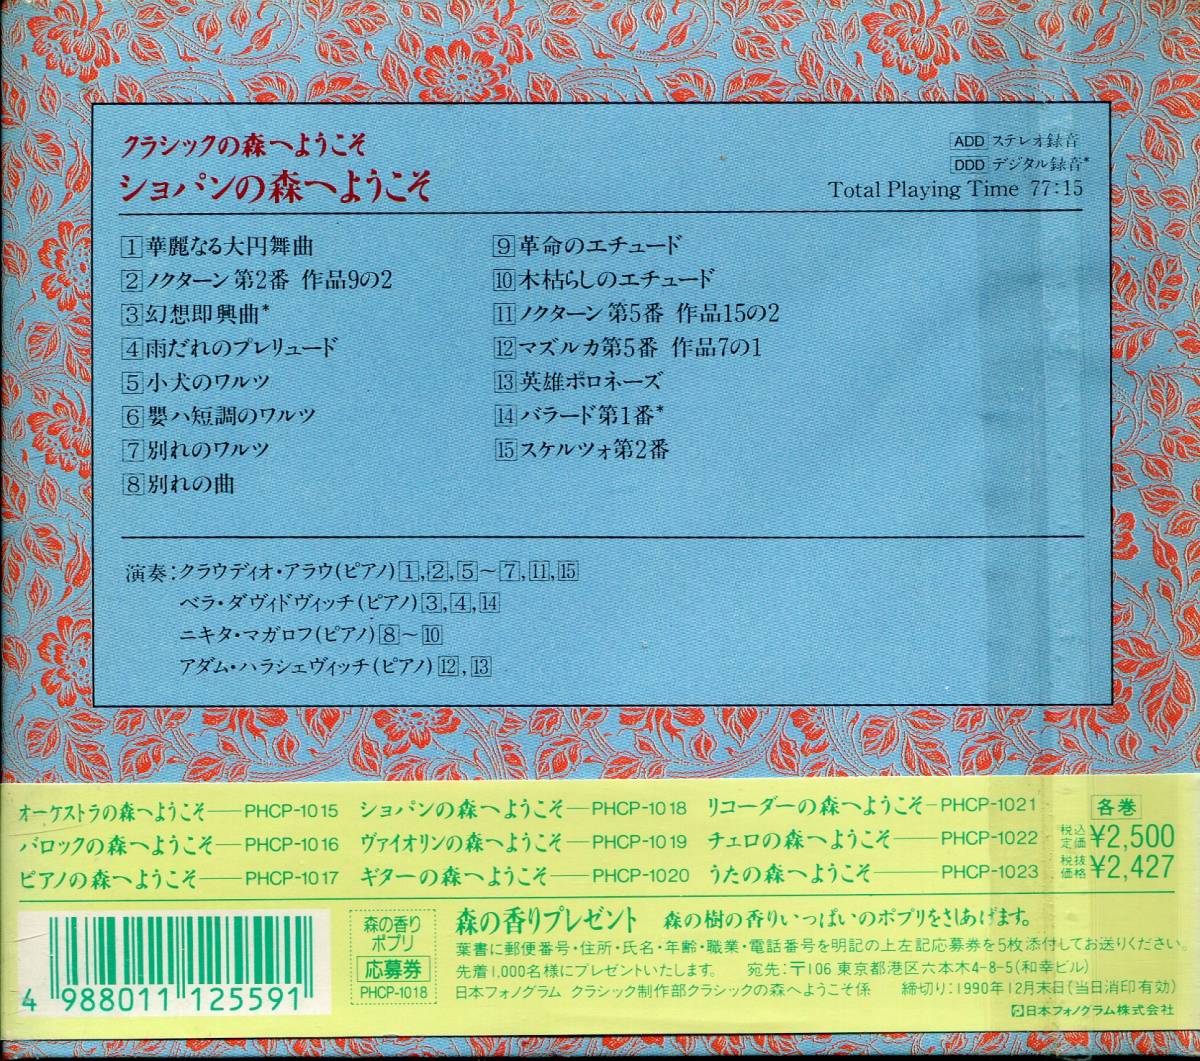 クラシックの森へようこそ
ショパンの森へようこそ
ADD ステレオ録音
DDD デジタル録音*
Total Playing Time 77:15
1 華麗なる大円舞曲
2 ノクターン第2番 作品9の2
3 幻想即興曲*
4 雨だれのプレリュード
5 小犬のワルツ
6 嬰ハ短調のワルツ
7 別れのワルツ
8 別れの曲
9 革命のエチュード
10 木枯らしのエチュード
11 ノクターン第5番 作品15の2
12 マズルカ第5番 作品7の1
13 英雄ポロネーズ
14 バラード第1番*
15 スケルツォ第2番
演奏:クラウディオ・アラウ(ピアノ)1,2,5~7,11,15
ベラ・ダヴィドヴィッチ(ピアノ)3,4,14
ニキタ・マガロフ(ピアノ)8~10
アダム・ハラシェヴィッチ(ピアノ)12,13
オーケストラの森へようこそ——PHCP-1015
バロックの森へようこそ——PHCP-1016
ピアノの森へようこそ——PHCP-1017
ショパンの森へようこそ—PHCP-1018
ヴァイオリンの森へようこそ—PHCP-1019
ギターの森へようこそ——PHCP-1020
リコーダーの森へようこそ-PHCP-1021
チェロの森へようこそ——PHCP-1022
うたの森へようこそ——PHCP-1023
各巻
税込定価 ¥2,500
税抜価格 ¥2,427
4 988011 125591
森の香り
ポプリ
応募券
PHCP-1018
森の香りプレゼント 森の樹の香りいっぱいのポプリをさしあげます。
葉書に郵便番号・住所・氏名・年齢・職業・電話番号を明記の上左記応募券を5枚添付してお送りください。
先着1,000名様にプレゼントいたします。 宛先:〒106 東京都港区六本木4-8-5(和幸ビル)
日本フォノグラム クラシック制作部クラシックの森へようこそ係 締切り:1990年12月末日(当日消印有効)
日本フォノグラム株式会社